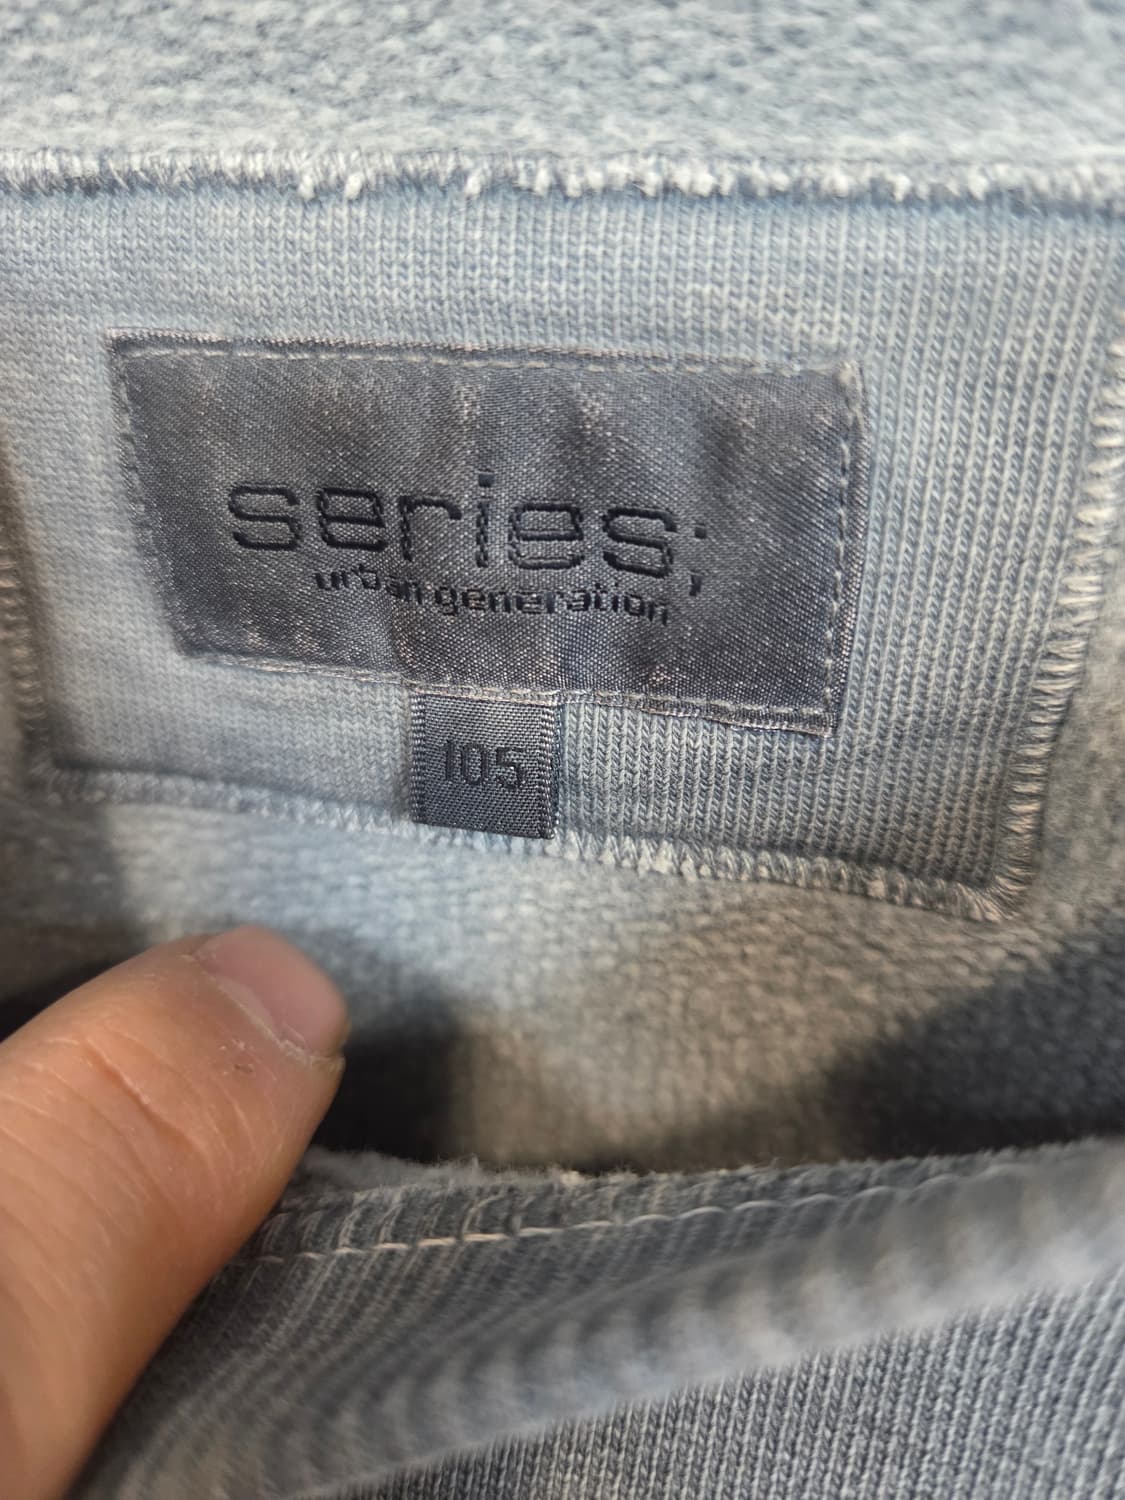 series;
urban generation
105